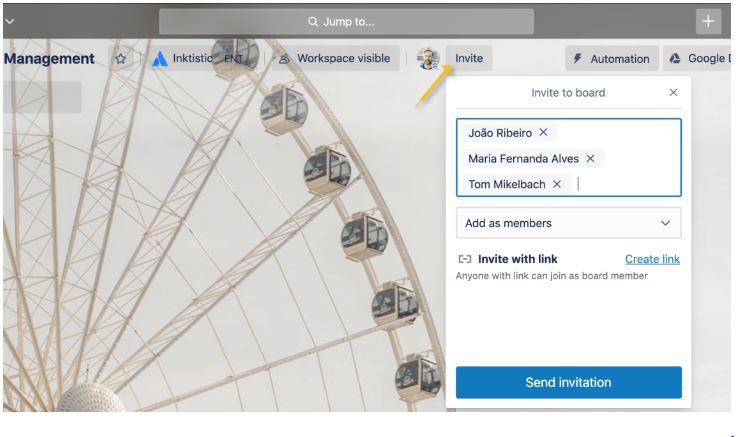 Jump to...
Management Inktistic ENT Workspace visible Invite Automation Google
Invite to board
João Ribeiro
Maria Fernanda Alves
Tom Mikelbach
Add as members
Invite with link Create link
Anyone with link can join as board member
Send invitation